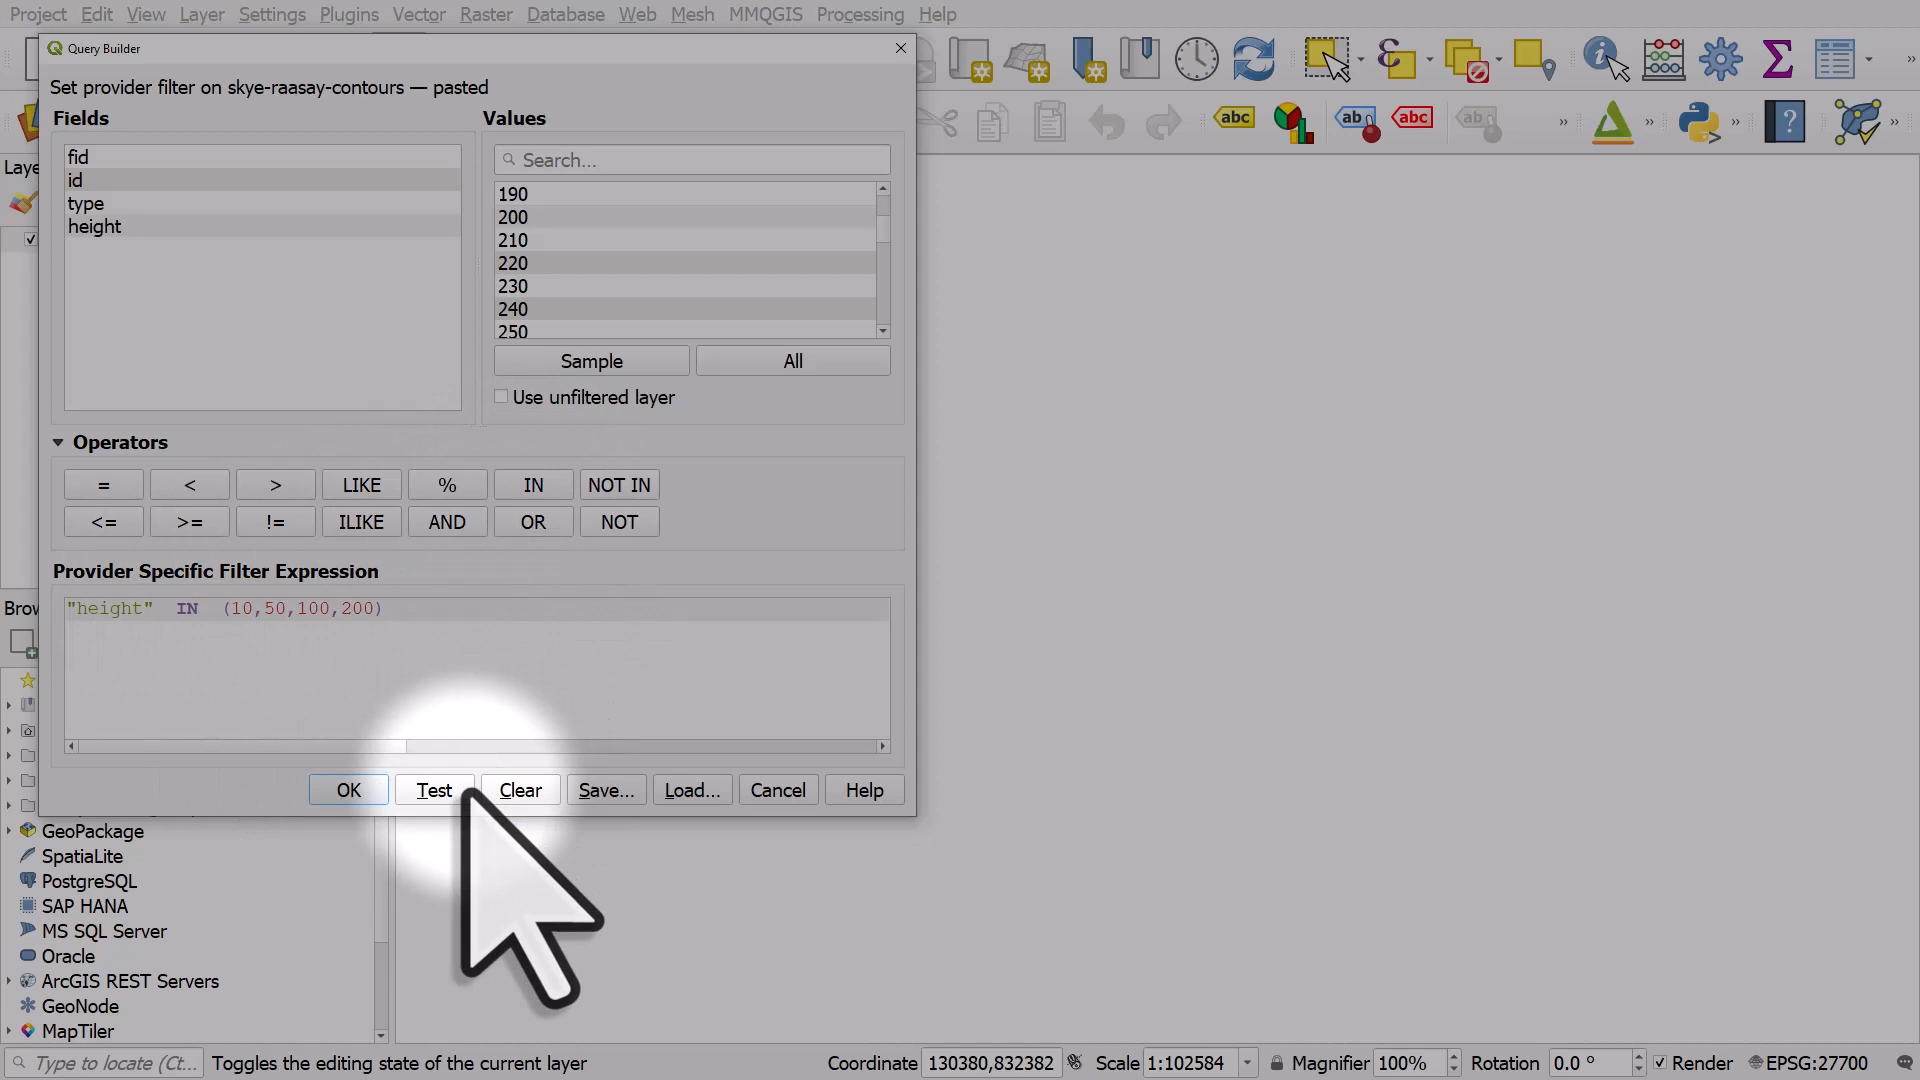 Project Edit View Layer Settings Plugins Vector Raster Database Web Mesh MMQGIS Processing Help
Query Builder
Set provider filter on skye-raasay-contours — pasted
Fields
Values
fid
id
type
height
Search...
190
200
210
220
230
240
250
Sample
All
Use unfiltered layer
Operators
= < > LIKE % IN NOT IN
<= >= != ILIKE AND OR NOT
Provider Specific Filter Expression
"height" IN (10,50,100,200)
OK Test Clear Save... Load... Cancel Help
abc ab abc ab
Laye
Brow
GeoPackage
SpatiaLite
PostgreSQL
SAP HANA
MS SQL Server
Oracle
ArcGIS REST Servers
GeoNode
MapTiler
Type to locate (Ct... Toggles the editing state of the current layer Coordinate 130380,832382 Scale 1:102584 Magnifier 100% Rotation 0.0 ° Render EPSG:27700